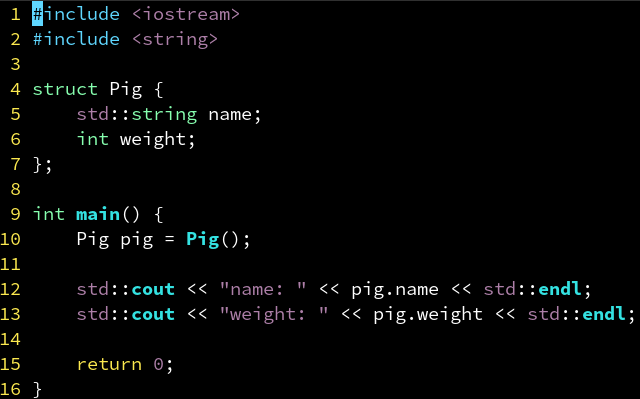 1 #include <iostream>
2 #include <string>
3
4 struct Pig {
5     std::string name;
6     int weight;
7 };
8
9 int main() {
10     Pig pig = Pig();
11
12     std::cout << "name: " << pig.name << std::endl;
13     std::cout << "weight: " << pig.weight << std::endl;
14
15     return 0;
16 }